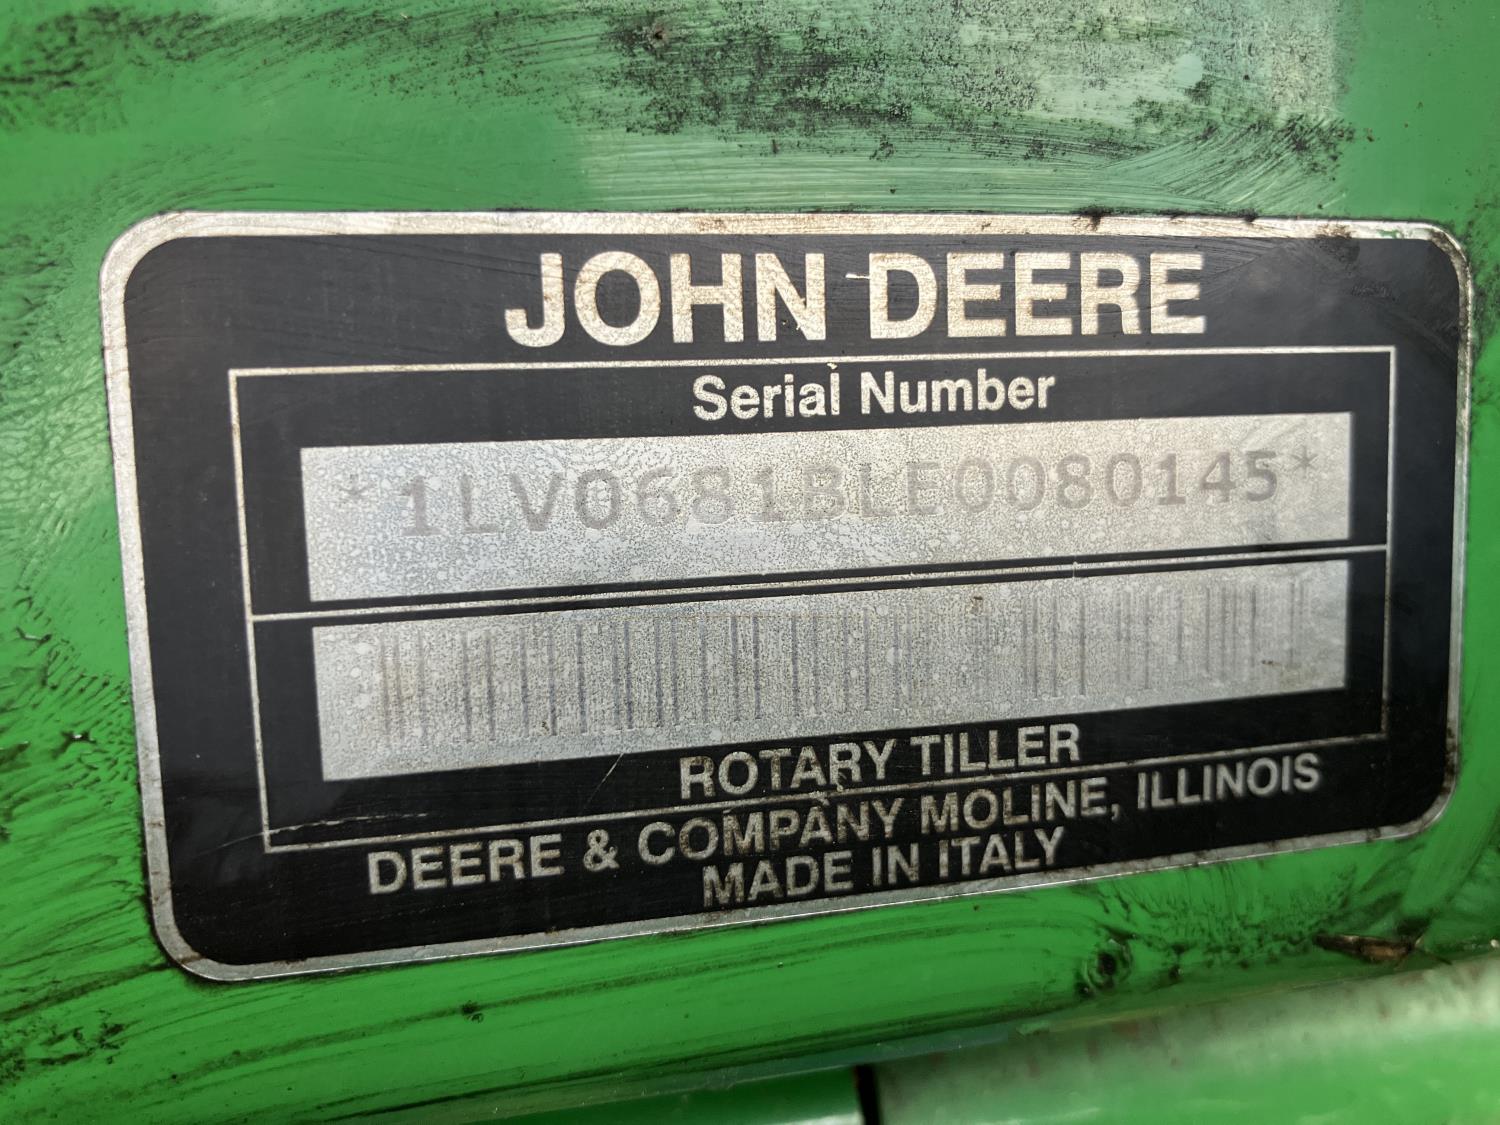 JOHN DEERE
Serial Number
*1LV0681BLE0080145*
ROTARY TILLER
DEERE & COMPANY MOLINE, ILLINOIS
MADE IN ITALY